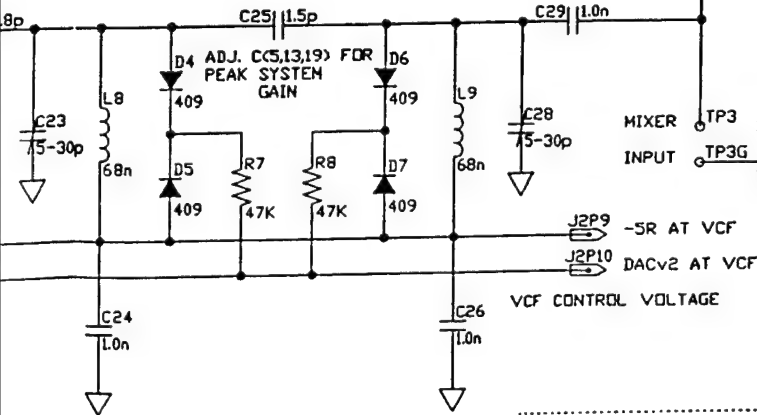 .8p
C25 1.5p
C29 1.0n
D4 ADJ. C(5,13,19) FOR D6
PEAK SYSTEM
GAIN
409
409
L8
L9
C23
5-30p
C28
5-30p
MIXER TP3
INPUT TP3G
68n
D5
R7
R8
D7
68n
409
47K
47K
409
J2P9 -5R AT VCF
J2P10 DACv2 AT VCF
VCF CONTROL VOLTAGE
C24
1.0n
C26
1.0n